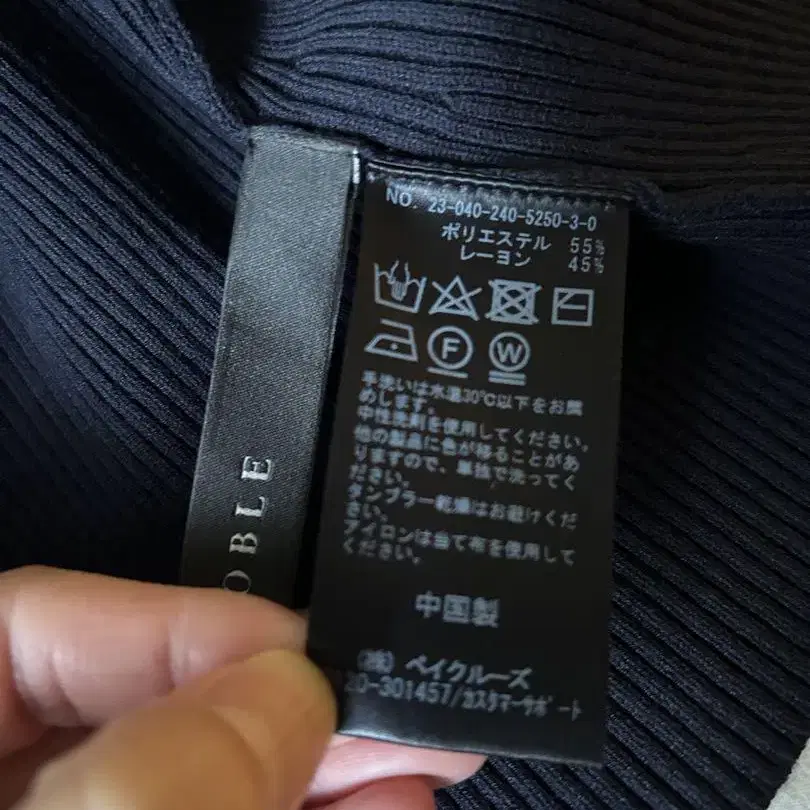 NO. 23-040-240-5250-3-0
ポリエステル 55%
レーヨン 45%
F W
手洗いは水温30℃以下をお薦
めします。
中性洗剤を使用してください。
他の製品に色が移ることがあ
りますので、単独で洗ってく
ださい。
タンブラー乾燥はお避けくだ
さい。
アイロンは当て布を使用して
ください。
中国製
(株) ベイクルーズ
20-301457/カスタマーサポート
OBLE